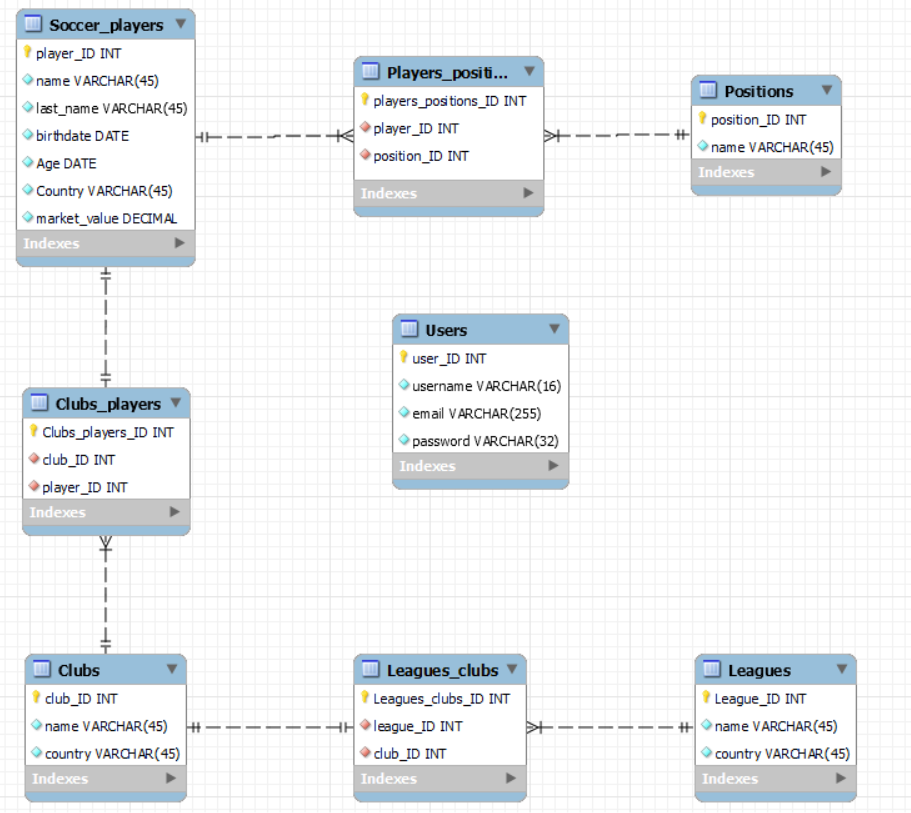 Soccer_players
player_ID INT
name VARCHAR(45)
last_name VARCHAR(45)
birthdate DATE
Age DATE
Country VARCHAR(45)
market_value DECIMAL
Indexes
Players_positi...
players_positions_ID INT
player_ID INT
position_ID INT
Indexes
Positions
position_ID INT
name VARCHAR(45)
Indexes
Users
user_ID INT
username VARCHAR(16)
email VARCHAR(255)
password VARCHAR(32)
Indexes
Clubs_players
Clubs_players_ID INT
club_ID INT
player_ID INT
Indexes
Clubs
club_ID INT
name VARCHAR(45)
country VARCHAR(45)
Indexes
Leagues_clubs
Leagues_clubs_ID INT
league_ID INT
club_ID INT
Indexes
Leagues
League_ID INT
name VARCHAR(45)
country VARCHAR(45)
Indexes